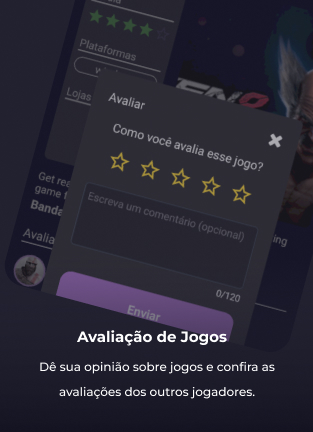 Plataformas
Lojas
Avaliar
Como você avalia esse jogo?
Escreva um comentário (opcional)
0/120
Get
game
Banda
Avalia
Enviar
Avaliação de Jogos
Dê sua opinião sobre jogos e confira as
avaliações dos outros jogadores.